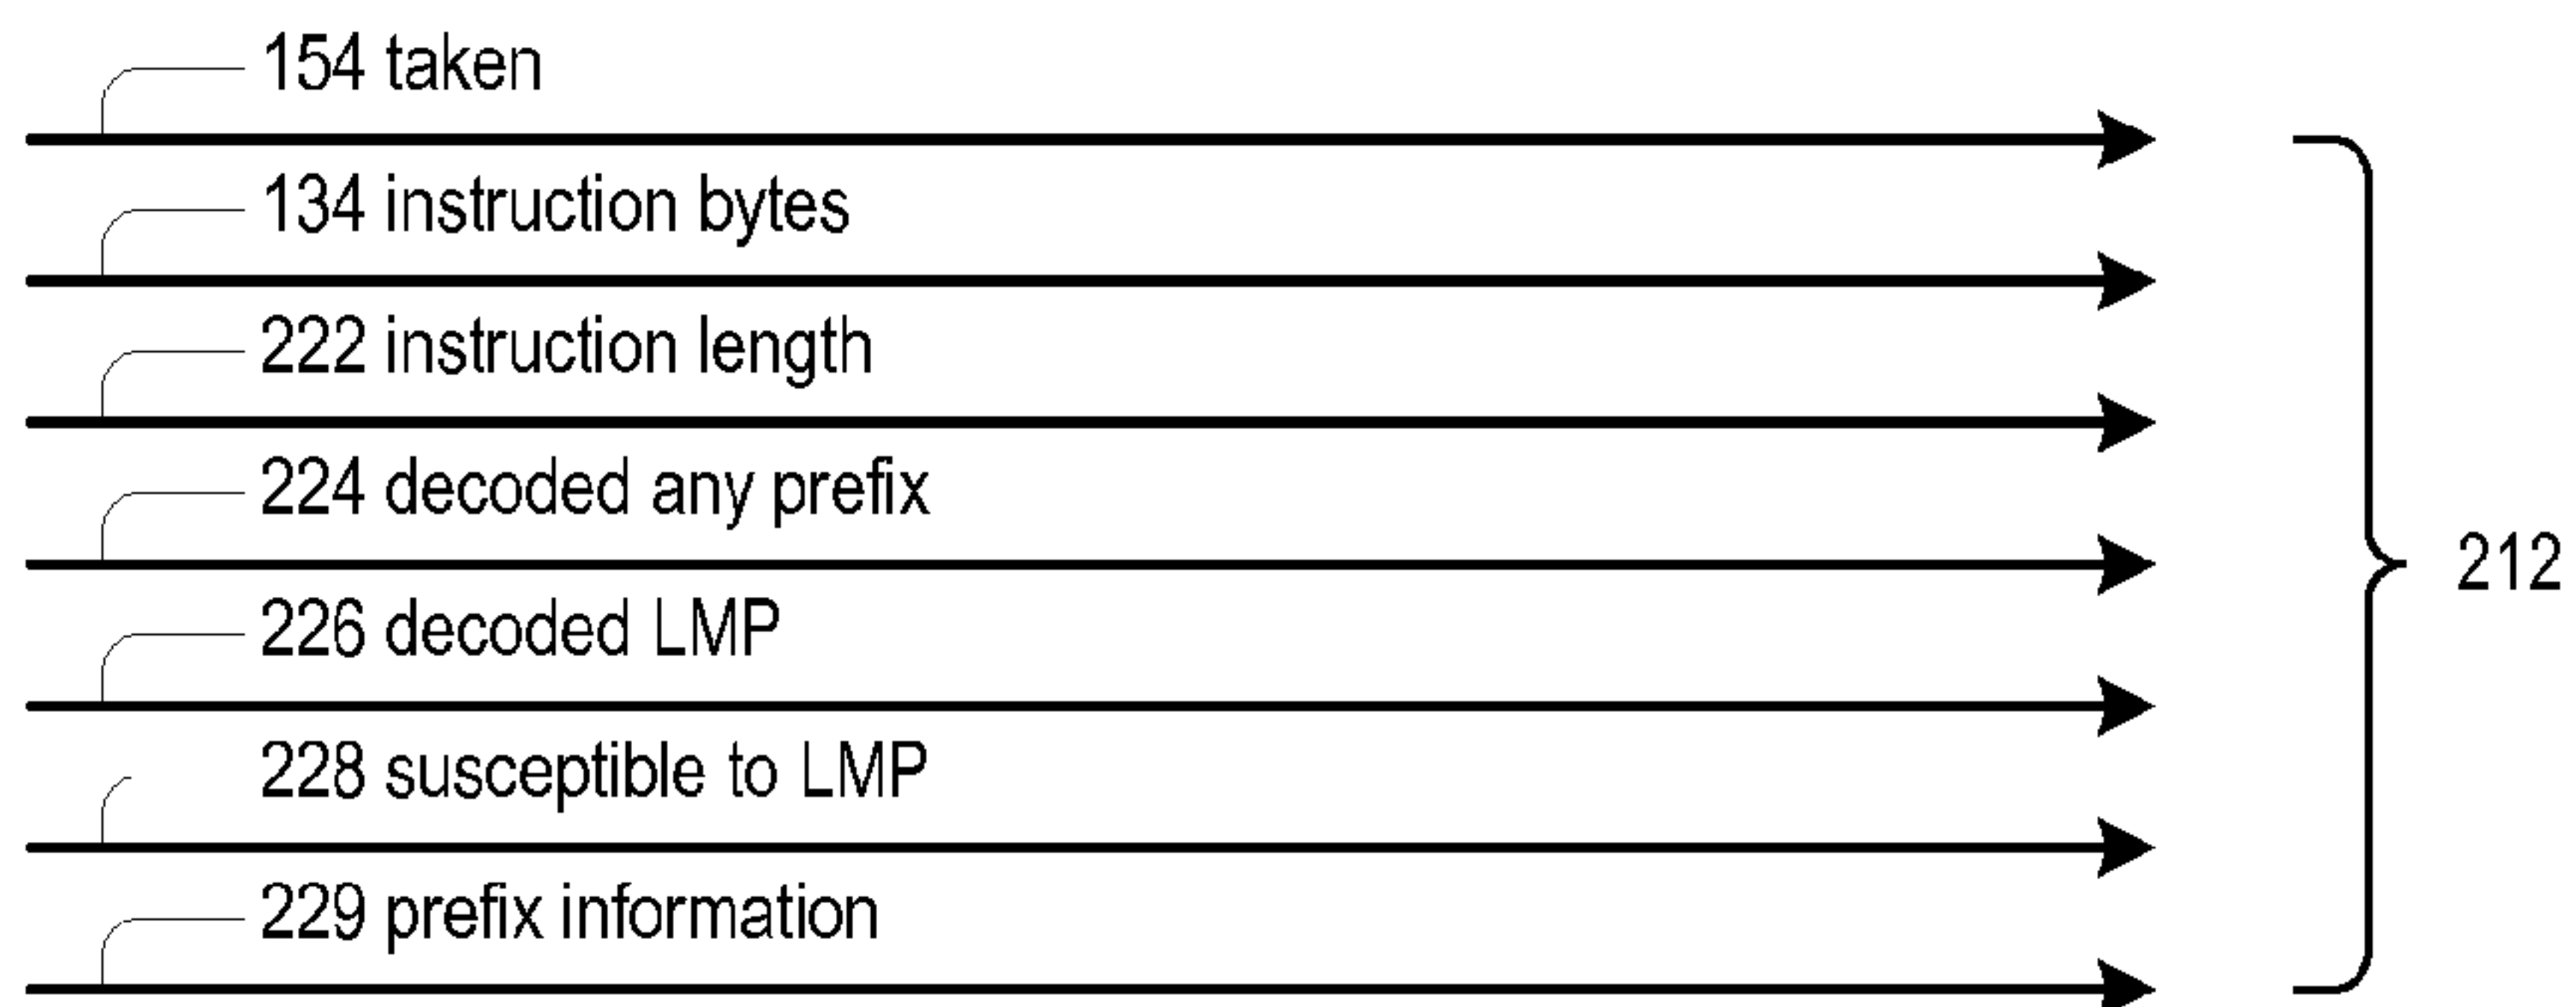 154 taken
134 instruction bytes
222 instruction length
224 decoded any prefix
212
226 decoded LMP
228 susceptible to LMP
229 prefix information